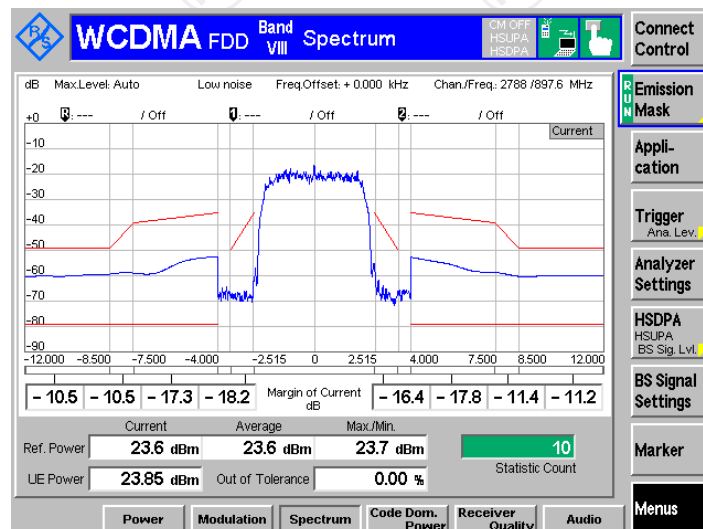 R&S
WCDMA FDD Band VIII Spectrum
CM OFF
HSUPA
HSDPA
Connect Control
dB Max.Level: Auto Low noise Freq.Offset: + 0.000 kHz Chan./Freq.: 2788 /897.6 MHz
RUN
Emission Mask
+0 R: --- / Off 1: --- / Off 2: --- / Off
Current
-10
-20
-30
-40
-50
-60
-70
-80
-90
Appli-
cation
Trigger
Ana. Lev.
Analyzer Settings
HSDPA
HSUPA
BS Sig. Lvl.
-12.000 -8.500 -7.500 -4.000 -2.515 0 2.515 4.000 7.500 8.500 12.000
- 10.5 - 10.5 - 17.3 - 18.2 Margin of Current dB - 16.4 - 17.8 - 11.4 - 11.2
BS Signal Settings
Current Average Max./Min.
Ref. Power 23.6 dBm 23.6 dBm 23.7 dBm 10
Statistic Count
UE Power 23.85 dBm Out of Tolerance 0.00 %
Marker
Power Modulation Spectrum Code Dom. Power Receiver Quality Audio
Menus